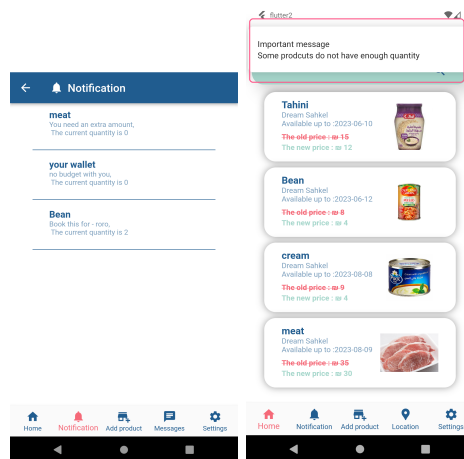 Notification
meat
You need an extra amount,
The current quantity is 0
your wallet
no budget with you,
The current quantity is 0
Bean
Book this for - roro,
The current quantity is 2
Home
Notification
Add product
Messages
Settings
flutter2
Important message
Some prodcuts do not have enough quantity
Tahini
Dream Sahkel
Available up to :2023-06-10
The old price : ₪ 15
The new price : ₪ 12
Bean
Dream Sahkel
Available up to :2023-06-12
The old price : ₪ 8
The new price : ₪ 4
cream
Dream Sahkel
Available up to :2023-08-08
The old price : ₪ 9
The new price : ₪ 4
meat
Dream Sahkel
Available up to :2023-08-09
The old price : ₪ 35
The new price : ₪ 30
Home
Notification
Add product
Location
Settings